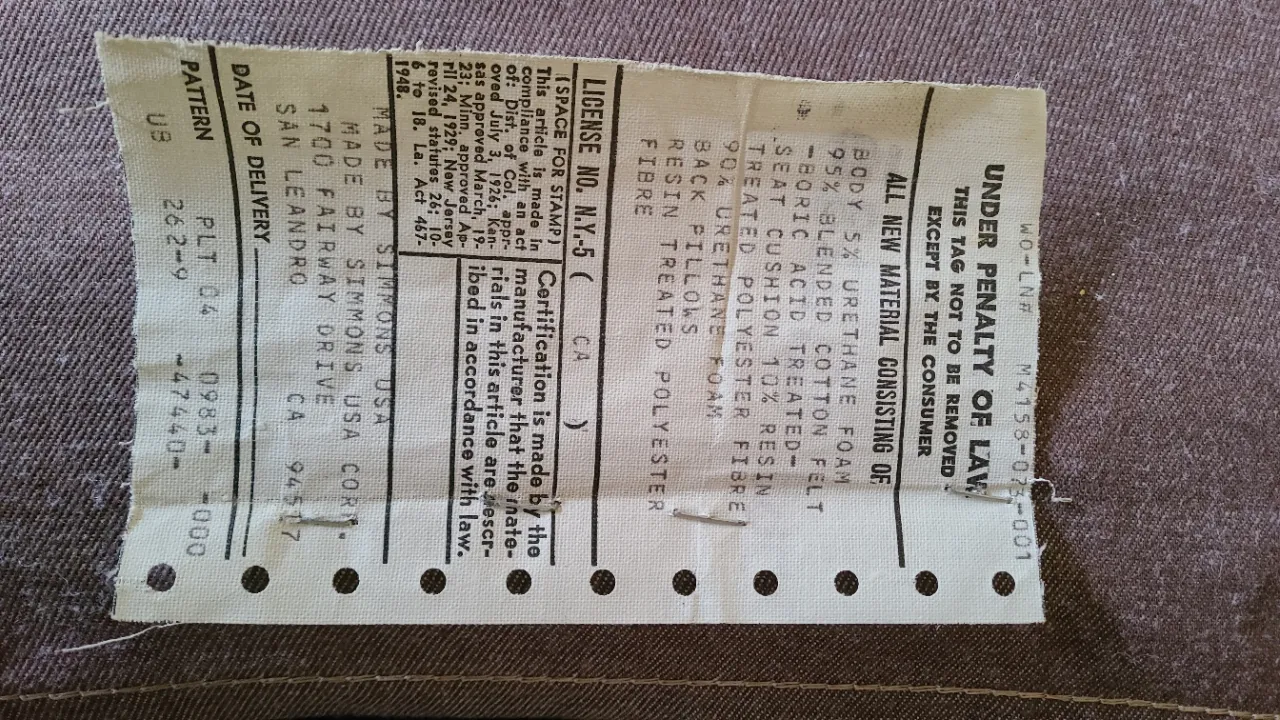 WO-LN# M4158-023-001
UNDER PENALTY OF LAW
THIS TAG NOT TO BE REMOVED
EXCEPT BY THE CONSUMER
ALL NEW MATERIAL CONSISTING OF
BODY 5% URETHANE FOAM
95% BLENDED COTTON FELT
-BORIC ACID TREATED-
SEAT CUSHION 10% RESIN
TREATED POLYESTER FIBRE
90% URETHANE FOAM
BACK PILLOWS
RESIN TREATED POLYESTER
FIBRE
LICENSE NO. N.Y.-5 ( CA )
(SPACE FOR STAMP)
This article is made in
compliance with an act
of: Dist. of Col. appr-
oved July 3, 1926; Kan-
sas approved March, 19-
23; Minn. approved Ap-
ril 24, 1929; New Jersey
revised statutes 26; 10-
6 to 18. La. Act 467-
1948.
Certification is made by the
manufacturer that the mate-
rials in this article are descr-
ibed in accordance with law.
MADE BY SIMMONS USA
MADE BY SIMMONS USA CORP.
1700 FAIRWAY DRIVE
SAN LEANDRO CA 94577
DATE OF DELIVERY
PATTERN PLT 04 0983- -000
UB 262-9 -47440-